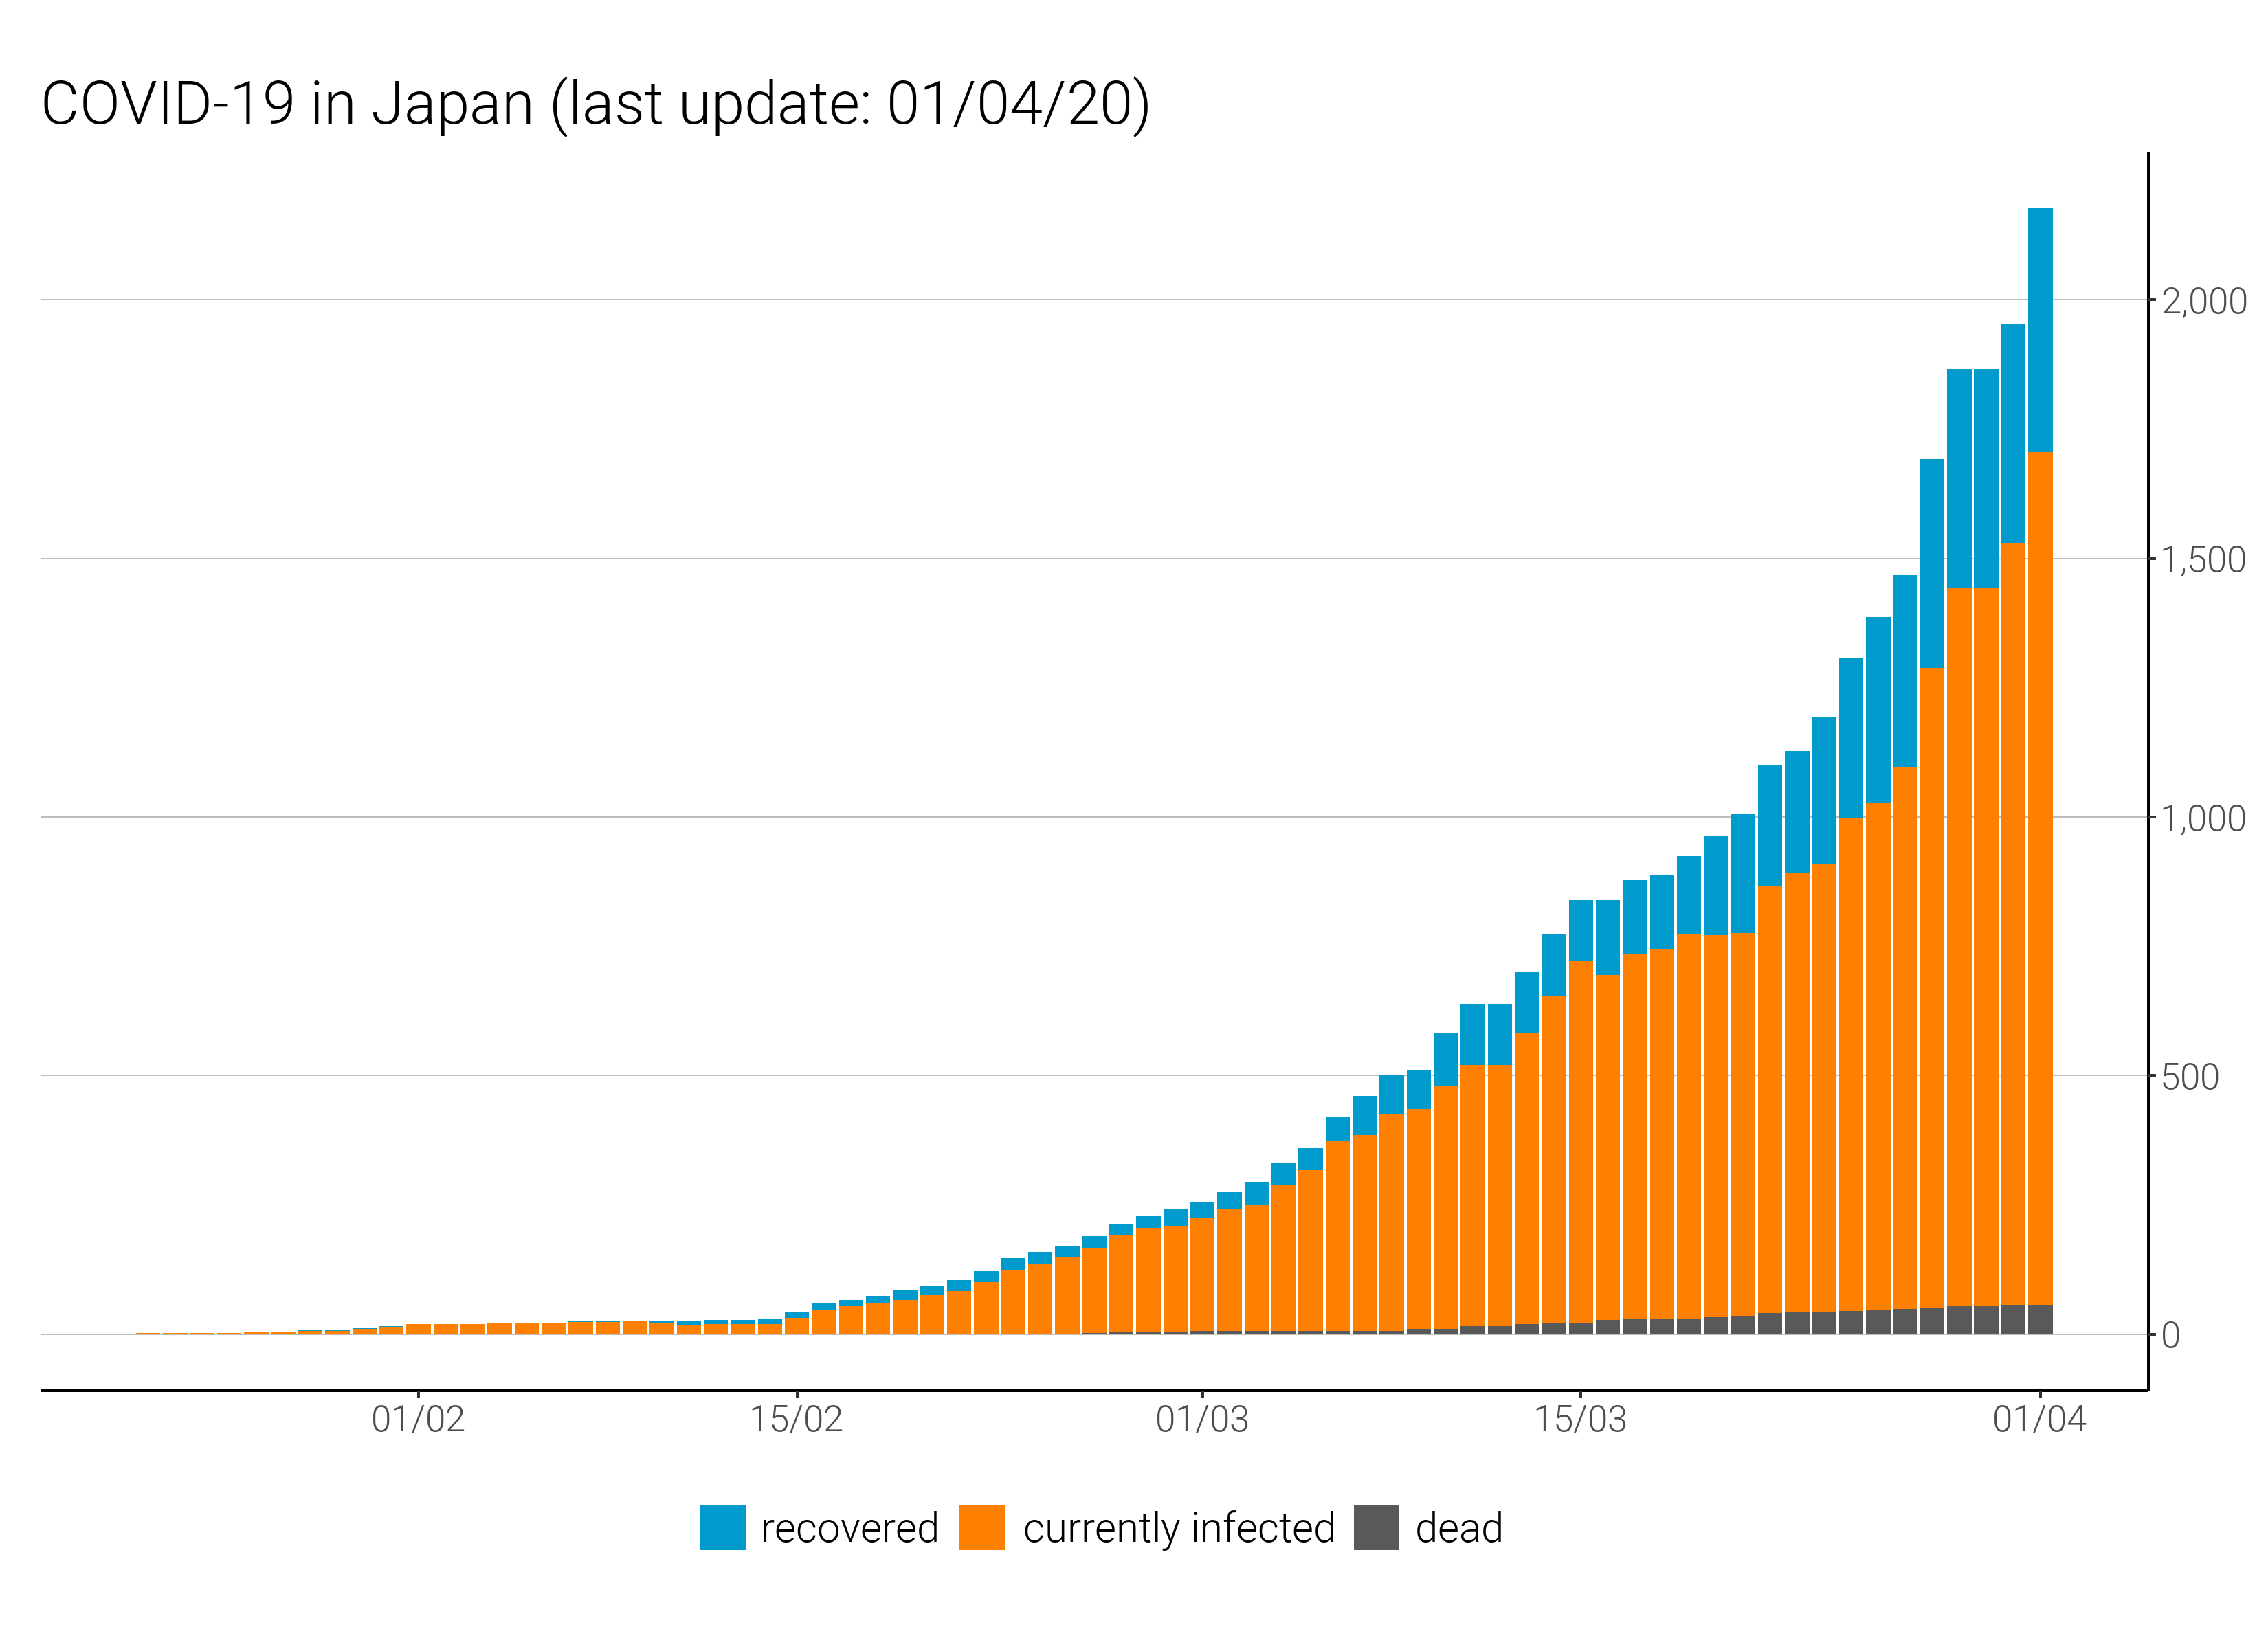 COVID-19 in Japan (last update: 01/04/20)
2,000
1,500
1,000
500
0
01/02 15/02 01/03 15/03 01/04
recovered currently infected dead